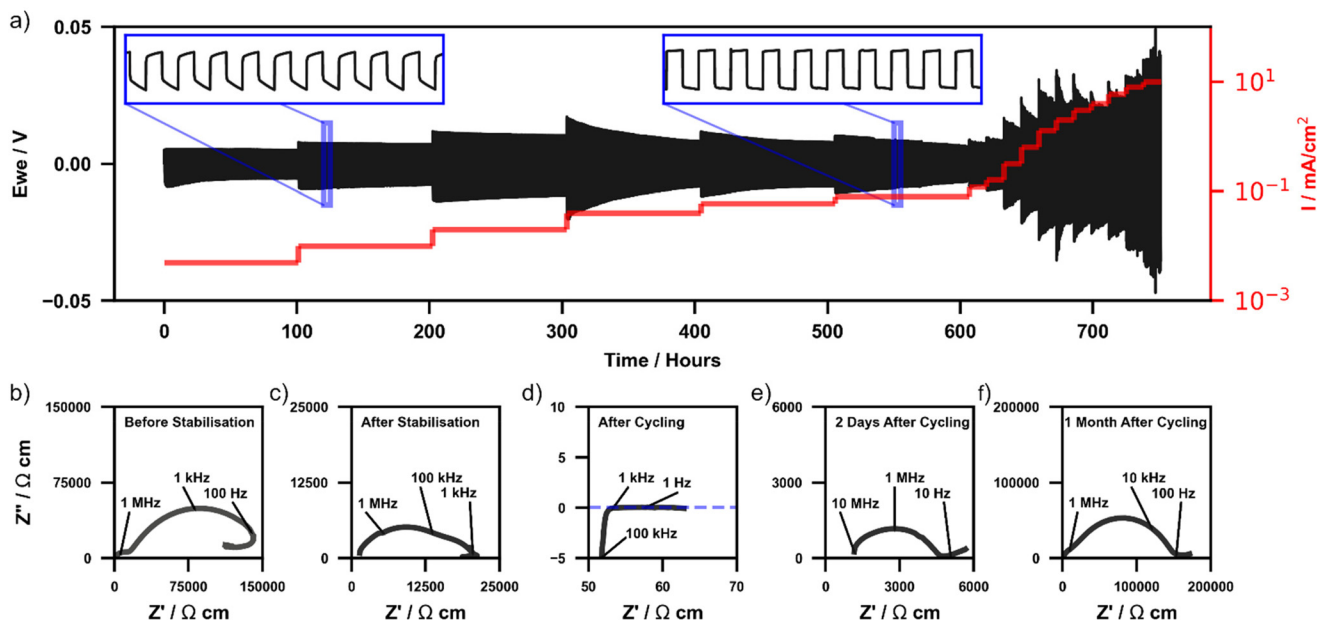 a)
0.05
0.00
−0.05
Ewe / V
10¹
10⁻¹
10⁻³
I / mA/cm²
0 100 200 300 400 500 600 700
Time / Hours
b)
150000
75000
0
Z'' / Ω cm
Before Stabilisation
1 MHz
1 kHz
100 Hz
0 75000 150000
Z' / Ω cm
c)
25000
12500
0
After Stabilisation
1 MHz
100 kHz
1 kHz
0 12500 25000
Z' / Ω cm
d)
10
5
0
−5
After Cycling
1 kHz
1 Hz
100 kHz
50 60 70
Z' / Ω cm
e)
6000
3000
0
2 Days After Cycling
10 MHz
1 MHz
10 Hz
0 3000 6000
Z' / Ω cm
f)
200000
100000
0
1 Month After Cycling
1 MHz
10 kHz
100 Hz
0 100000 200000
Z' / Ω cm